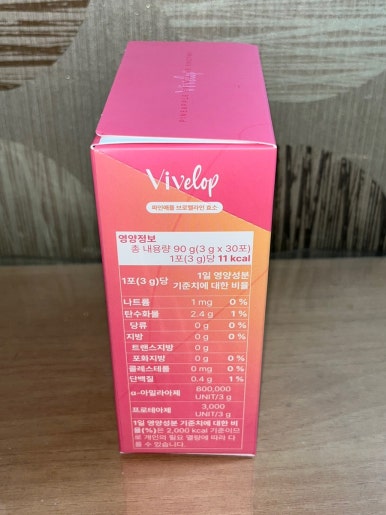 Vivelop
Vivelop
파인애플 브로멜라인 효소
영양정보
총 내용량 90 g(3 g x 30포)
1포(3 g)당 11 kcal
1포(3 g)당 1일 영양성분 기준치에 대한 비율
나트륨 1 mg 0 %
탄수화물 2.4 g 1 %
당류 0 g 0 %
지방 0 g 0 %
트랜스지방 0 g
포화지방 0 g 0 %
콜레스테롤 0 mg 0 %
단백질 0.4 g 1 %
α-아밀라아제 800,000 UNIT/3 g
프로테아제 3,000 UNIT/3 g
1일 영양성분 기준치에 대한 비
율(%)은 2,000 kcal 기준이므
로 개인의 필요 열량에 따라 다
를 수 있습니다.